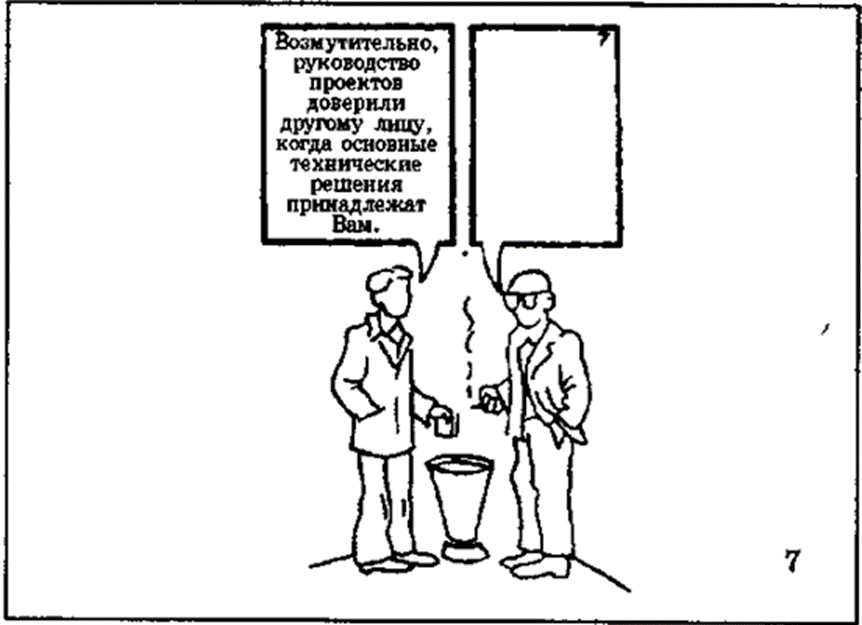 Возмутительно,
руководство
проектов
доверили
другому лицу,
когда основные
технические
решения
принадлежат
Вам.
7